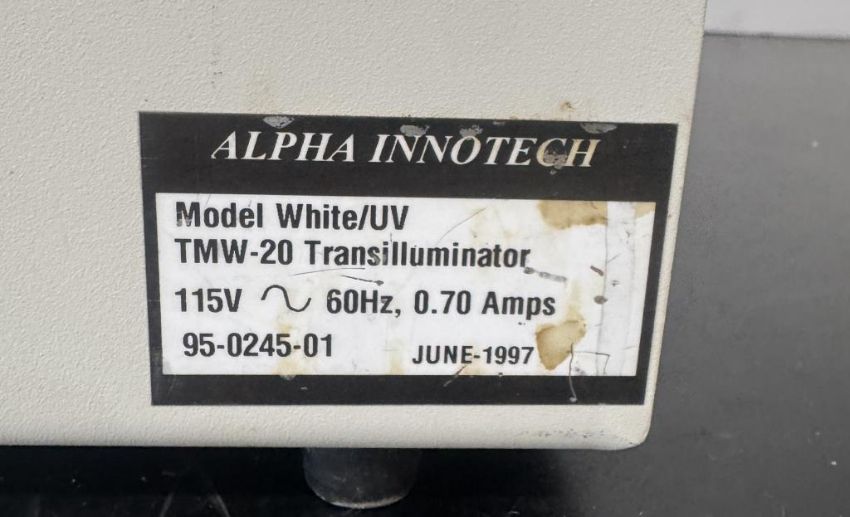 ALPHA INNOTECH
Model White/UV
TMW-20 Transilluminator
115V ∿ 60Hz, 0.70 Amps
95-0245-01 JUNE-1997